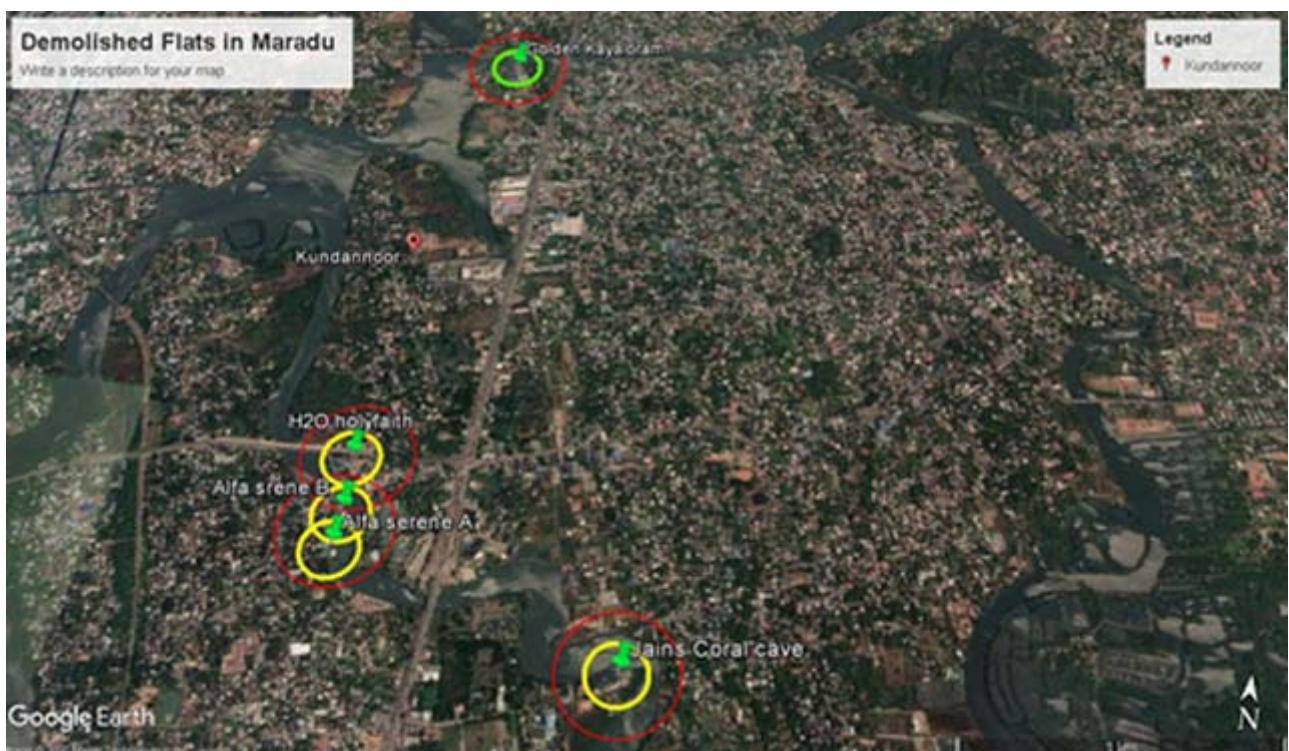 Demolished Flats in Maradu
Write a description for your map
Legend
Kundannoor
Golden Kayaloram
Kundannoor
H2O holyfaith
Alfa srene B
Alfa serene A
Jains Coral cave
Google Earth
N